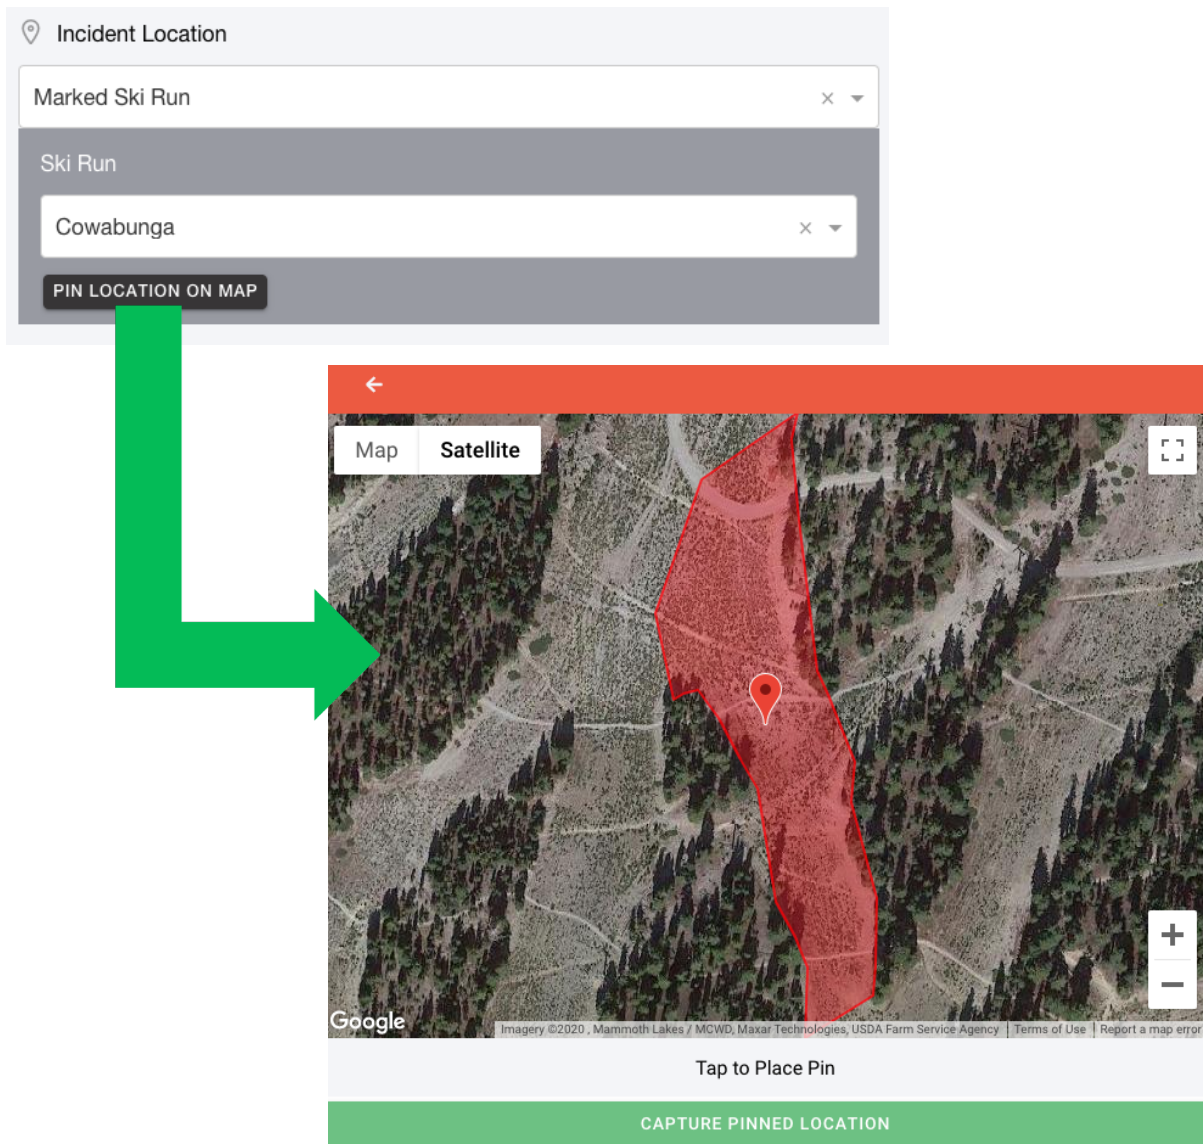 Incident Location
Marked Ski Run
Ski Run
Cowabunga
PIN LOCATION ON MAP
Map Satellite
Google
Imagery ©2020 , Mammoth Lakes / MCWD, Maxar Technologies, USDA Farm Service Agency
Terms of Use
Report a map error
Tap to Place Pin
CAPTURE PINNED LOCATION